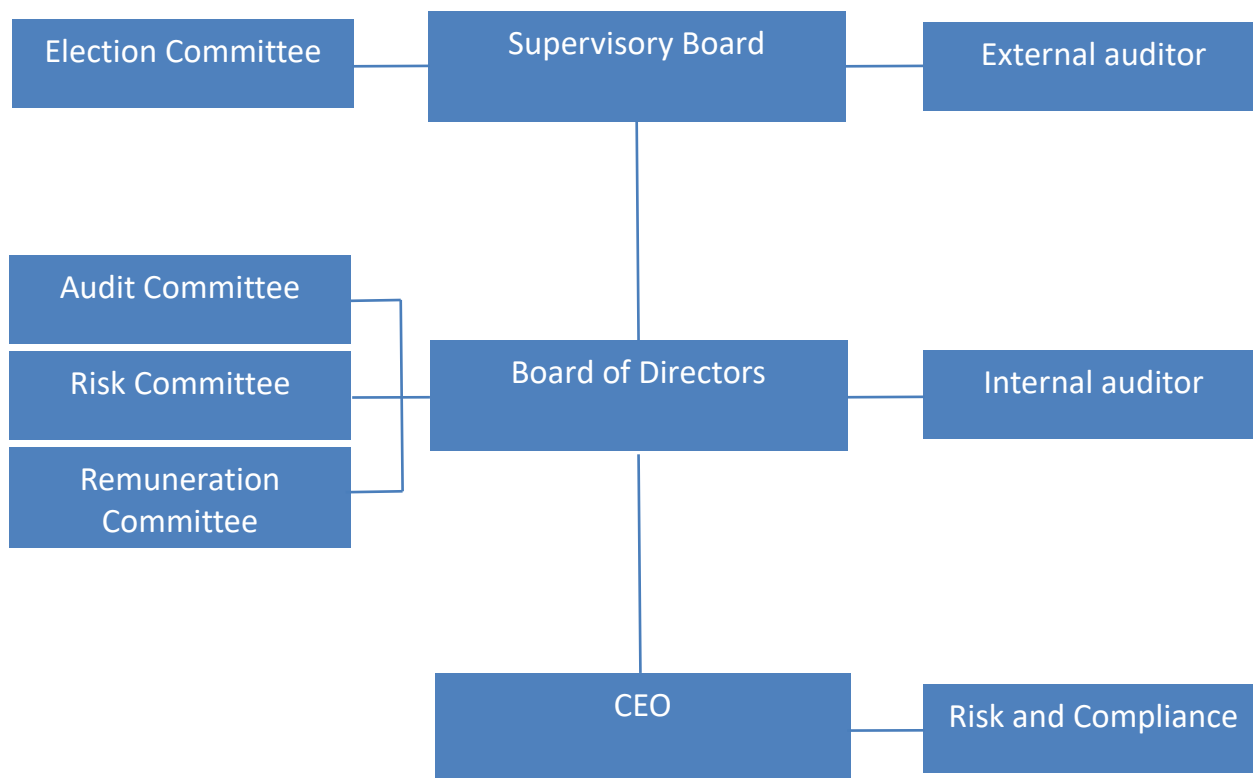 Election Committee
Supervisory Board
External auditor
Audit Committee
Risk Committee
Remuneration
Committee
Board of Directors
Internal auditor
CEO
Risk and Compliance